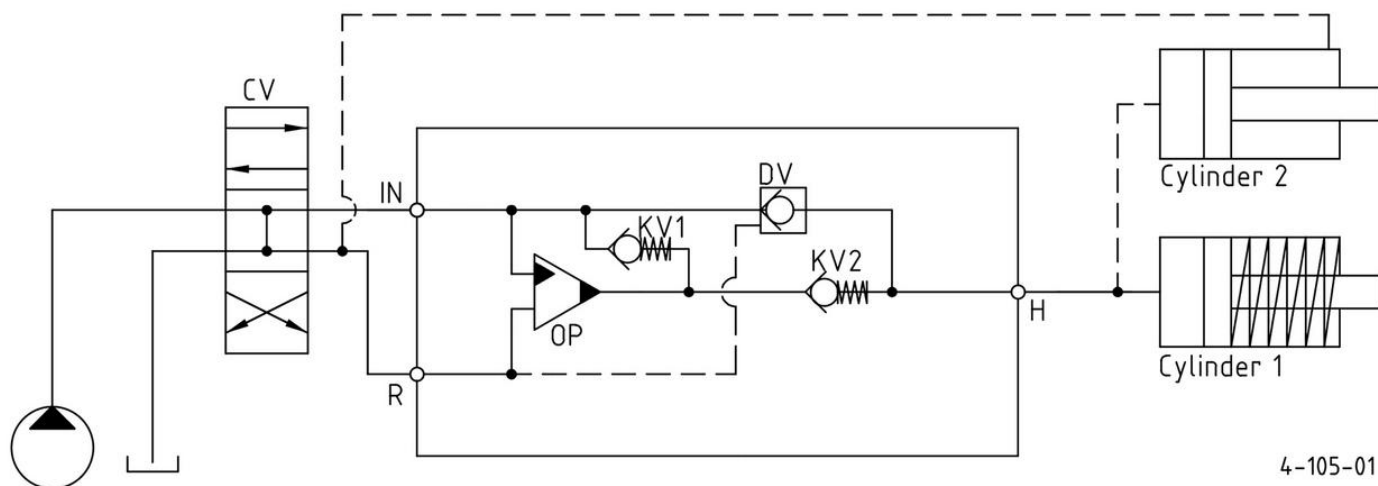 CV
Cylinder 2
IN
DV
KV1
KV2
OP
H
R
Cylinder 1
4-105-01